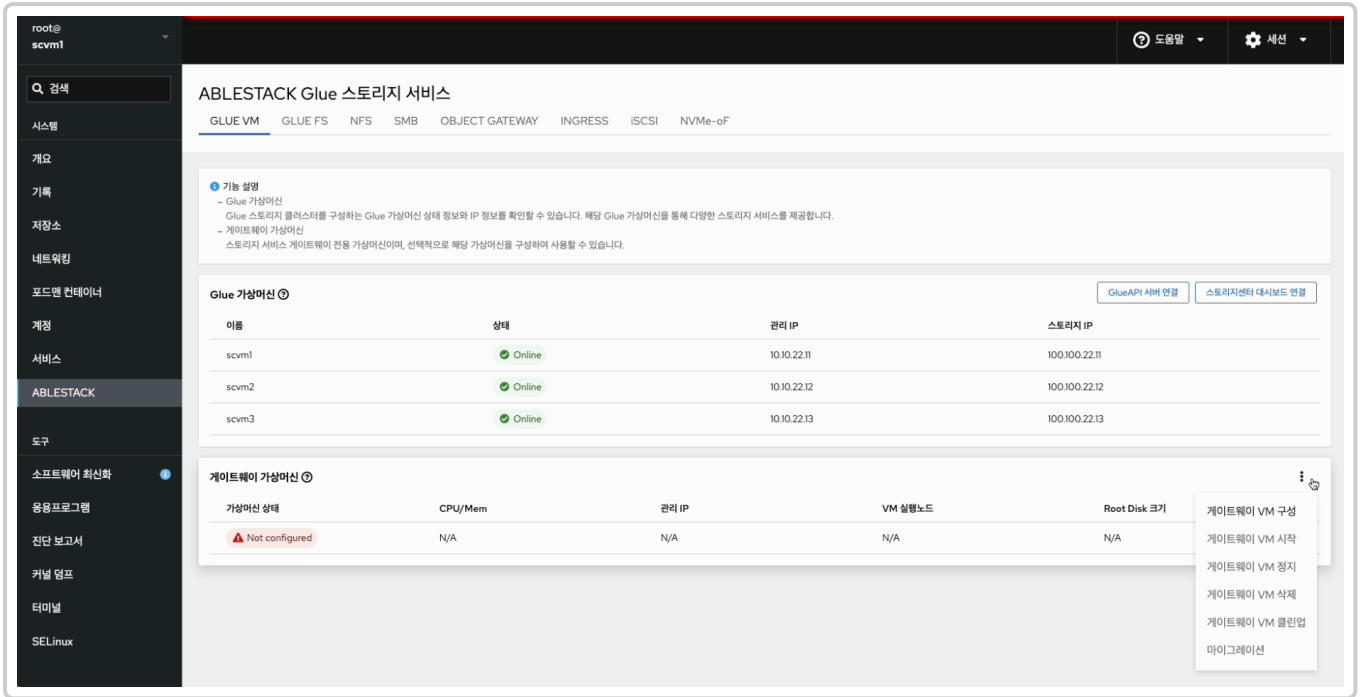 root@
scvm1
도움말
세션
검색
시스템
개요
기록
저장소
네트워킹
포드맨 컨테이너
계정
서비스
ABLESTACK
도구
소프트웨어 최신화
응용프로그램
진단 보고서
커널 덤프
터미널
SELinux
ABLESTACK Glue 스토리지 서비스
GLUE VM GLUE FS NFS SMB OBJECT GATEWAY INGRESS iSCSI NVMe-oF
기능 설명
– Glue 가상머신
Glue 스토리지 클러스터를 구성하는 Glue 가상머신 상태 정보와 IP 정보를 확인할 수 있습니다. 해당 Glue 가상머신을 통해 다양한 스토리지 서비스를 제공합니다.
– 게이트웨이 가상머신
스토리지 서비스 게이트웨이 전용 가상머신이며, 선택적으로 해당 가상머신을 구성하여 사용할 수 있습니다.
Glue 가상머신 GlueAPI 서버 연결 스토리지센터 대시보드 연결
이름 상태 관리 IP 스토리지 IP
scvm1 Online 10.10.22.11 100.100.22.11
scvm2 Online 10.10.22.12 100.100.22.12
scvm3 Online 10.10.22.13 100.100.22.13
게이트웨이 가상머신
가상머신 상태 CPU/Mem 관리 IP VM 실행노드 Root Disk 크기
Not configured N/A N/A N/A N/A
게이트웨이 VM 구성
게이트웨이 VM 시작
게이트웨이 VM 정지
게이트웨이 VM 삭제
게이트웨이 VM 클린업
마이그레이션